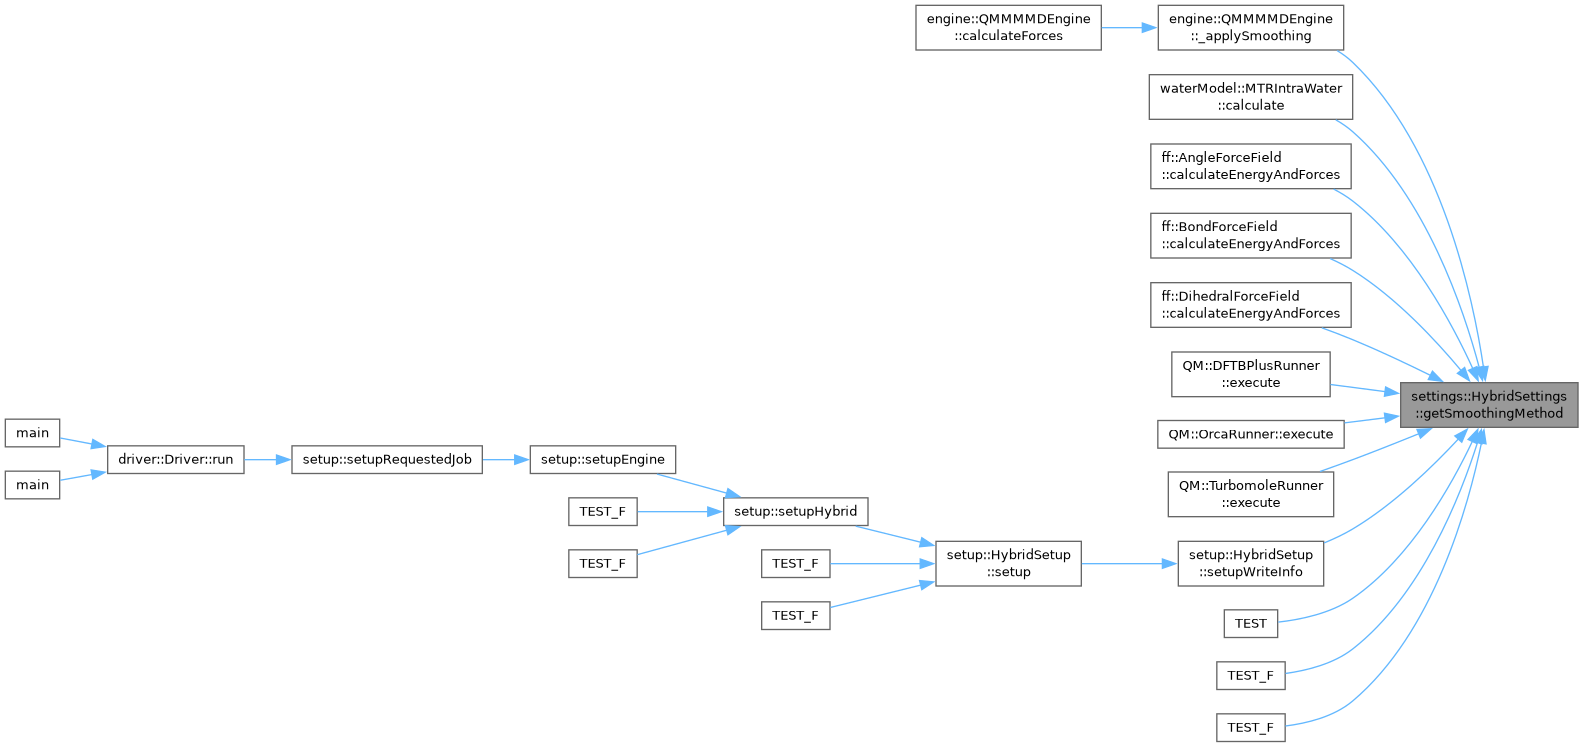 engine::QMMMMDEngine
::calculateForces
engine::QMMMMDEngine
::_applySmoothing
waterModel::MTRIntraWater
::calculate
ff::AngleForceField
::calculateEnergyAndForces
ff::BondForceField
::calculateEnergyAndForces
ff::DihedralForceField
::calculateEnergyAndForces
QM::DFTBPlusRunner
::execute
settings::HybridSettings
::getSmoothingMethod
main
QM::OrcaRunner::execute
driver::Driver::run
setup::setupRequestedJob
setup::setupEngine
main
QM::TurbomoleRunner
::execute
TEST_F
setup::setupHybrid
TEST_F
TEST_F
setup::HybridSetup
::setup
setup::HybridSetup
::setupWriteInfo
TEST_F
TEST
TEST_F
TEST_F